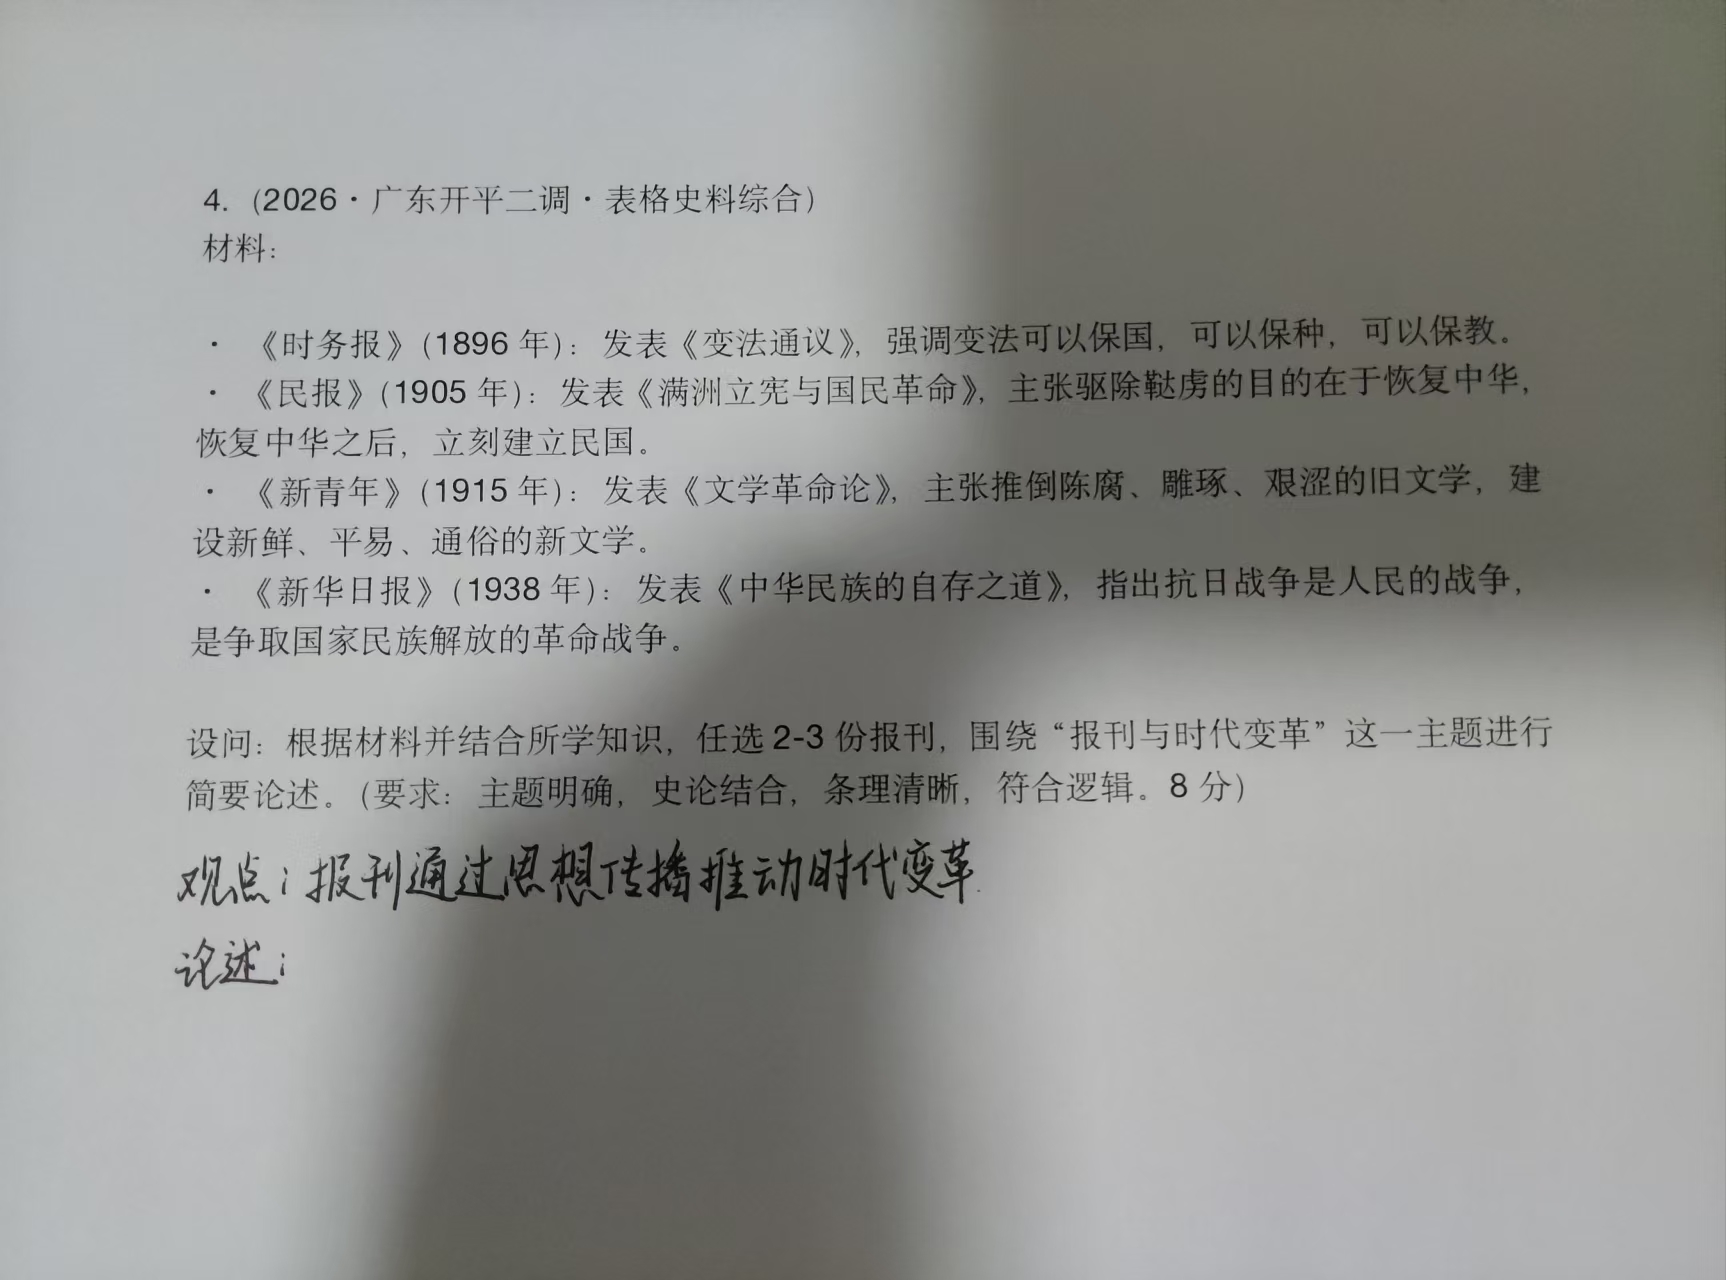 4.（2026·广东开平二调·表格史料综合）
材料：
· 《时务报》（1896 年）：发表《变法通议》，强调变法可以保国，可以保种，可以保教。
· 《民报》（1905 年）：发表《满洲立宪与国民革命》，主张驱除鞑虏的目的在于恢复中华，
恢复中华之后，立刻建立民国。
· 《新青年》（1915 年）：发表《文学革命论》，主张推倒陈腐、雕琢、艰涩的旧文学，建
设新鲜、平易、通俗的新文学。
· 《新华日报》（1938 年）：发表《中华民族的自存之道》，指出抗日战争是人民的战争，
是争取国家民族解放的革命战争。
设问：根据材料并结合所学知识，任选 2-3 份报刊，围绕“报刊与时代变革”这一主题进行
简要论述。（要求：主题明确，史论结合，条理清晰，符合逻辑。8 分）
观点：报刊通过思想传播推动时代变革.
论述：